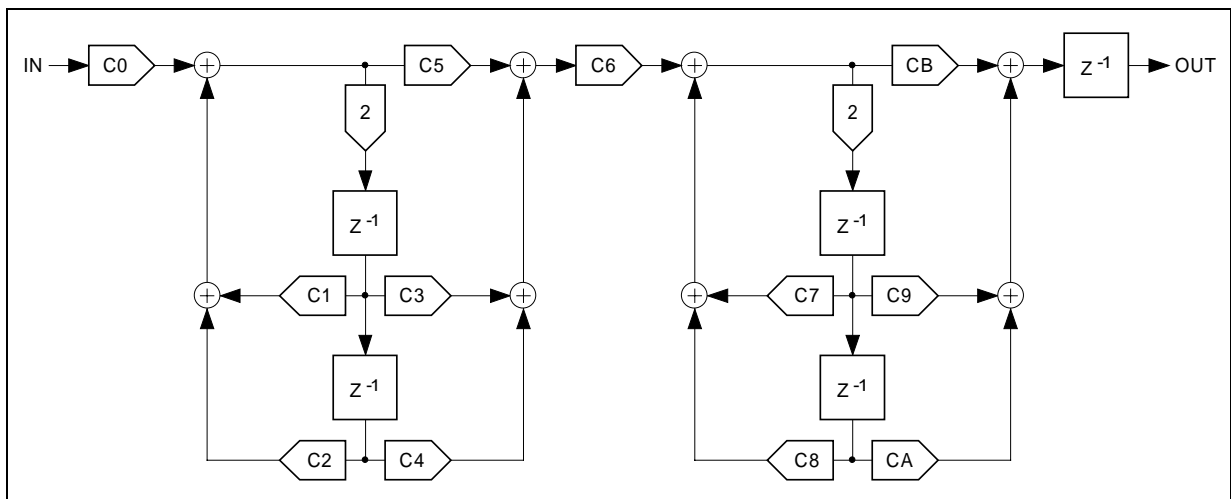 IN C0 C5 C6 CB Z⁻¹ OUT
2 2
Z⁻¹ Z⁻¹
C1 C3 C7 C9
Z⁻¹ Z⁻¹
C2 C4 C8 CA